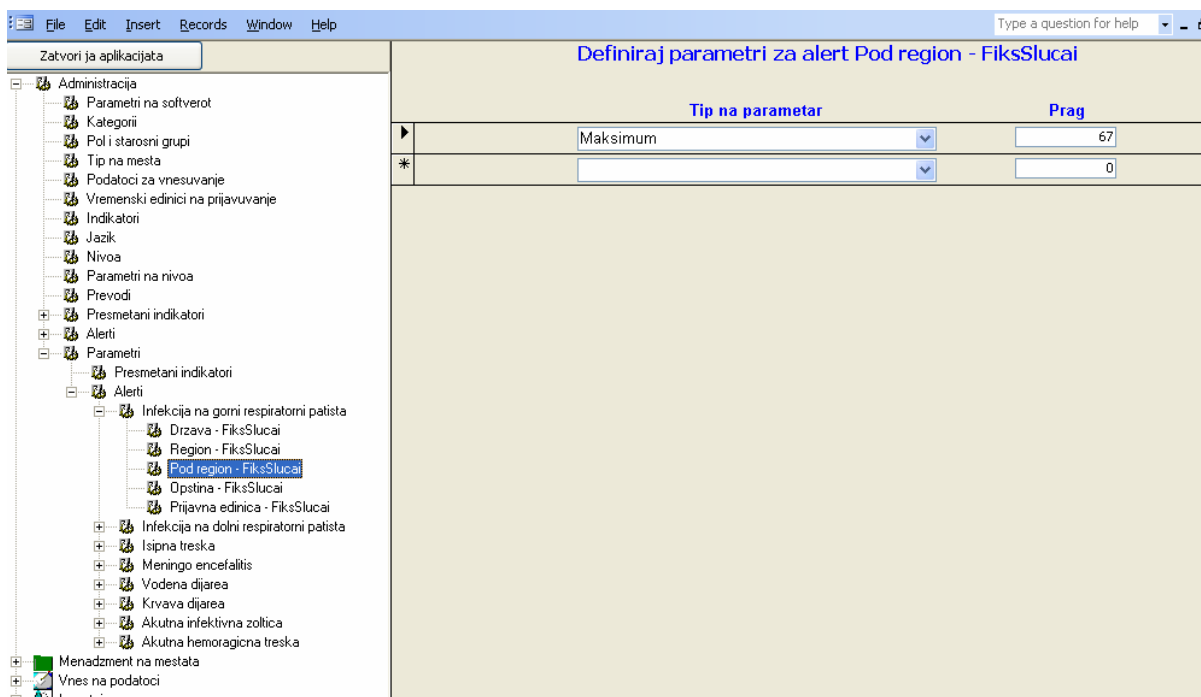 File Edit Insert Records Window Help Type a question for help
Zatvori ja aplikacijata
Administracija
Parametri na softverot
Kategorii
Pol i starosni grupi
Tip na mesta
Podatoci za vnesuvanje
Vremenski edinici na prijavuvanje
Indikatori
Jazik
Nivoa
Parametri na nivoa
Prevodi
Presmetani indikatori
Alerti
Parametri
Presmetani indikatori
Alerti
Infekcija na gorni respiratorni patista
Drzava - FiksSlucai
Region - FiksSlucai
Pod region - FiksSlucai
Opstina - FiksSlucai
Prijavna edinica - FiksSlucai
Infekcija na dolni respiratorni patista
Isipna treska
Meningo encefalitis
Vodena dijarea
Krvava dijarea
Akutna infektivna zoltica
Akutna hemoragicna treska
Menadzment na mestata
Vnes na podatoci
Definiraj parametri za alert Pod region - FiksSlucai
Tip na parametar Prag
Maksimum 67
0